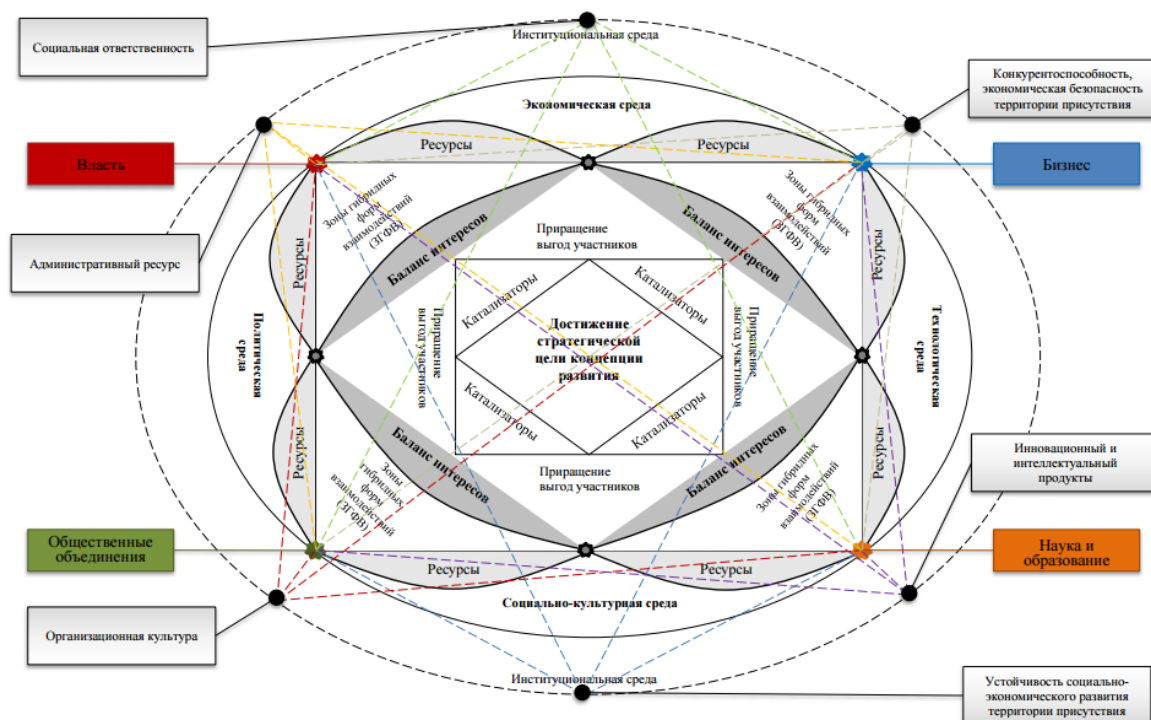 Институциональная среда
Социальная ответственность
Конкурентоспособность,
экономическая безопасность
территории присутствия
Экономическая среда
Власть
Ресурсы
Ресурсы
Бизнес
Зоны гибридных
форм
взаимодействий
(ЗГФВ)
Зоны гибридных
форм
взаимодействий
(ЗГФВ)
Ресурсы
Баланс интересов
Приращение
выгод участников
Баланс интересов
Ресурсы
Административный ресурс
Катализаторы
Катализаторы
Политическая
среда
Приращение
выгод участников
Достижение
стратегической
цели концепции
развития
Приращение
выгод участников
Технологическая
среда
Катализаторы
Катализаторы
Ресурсы
Баланс интересов
Приращение
выгод участников
Баланс интересов
Ресурсы
Зоны
гибридных
форм
взаимодействий
(ЗГФВ)
Зоны гибридных
форм
взаимодействий
(ЗГФВ)
Инновационный и
интеллектуальный
продукты
Общественные
объединения
Наука и
образование
Ресурсы
Ресурсы
Социально-культурная среда
Организационная культура
Институциональная среда
Устойчивость социально-
экономического развития
территории присутствия